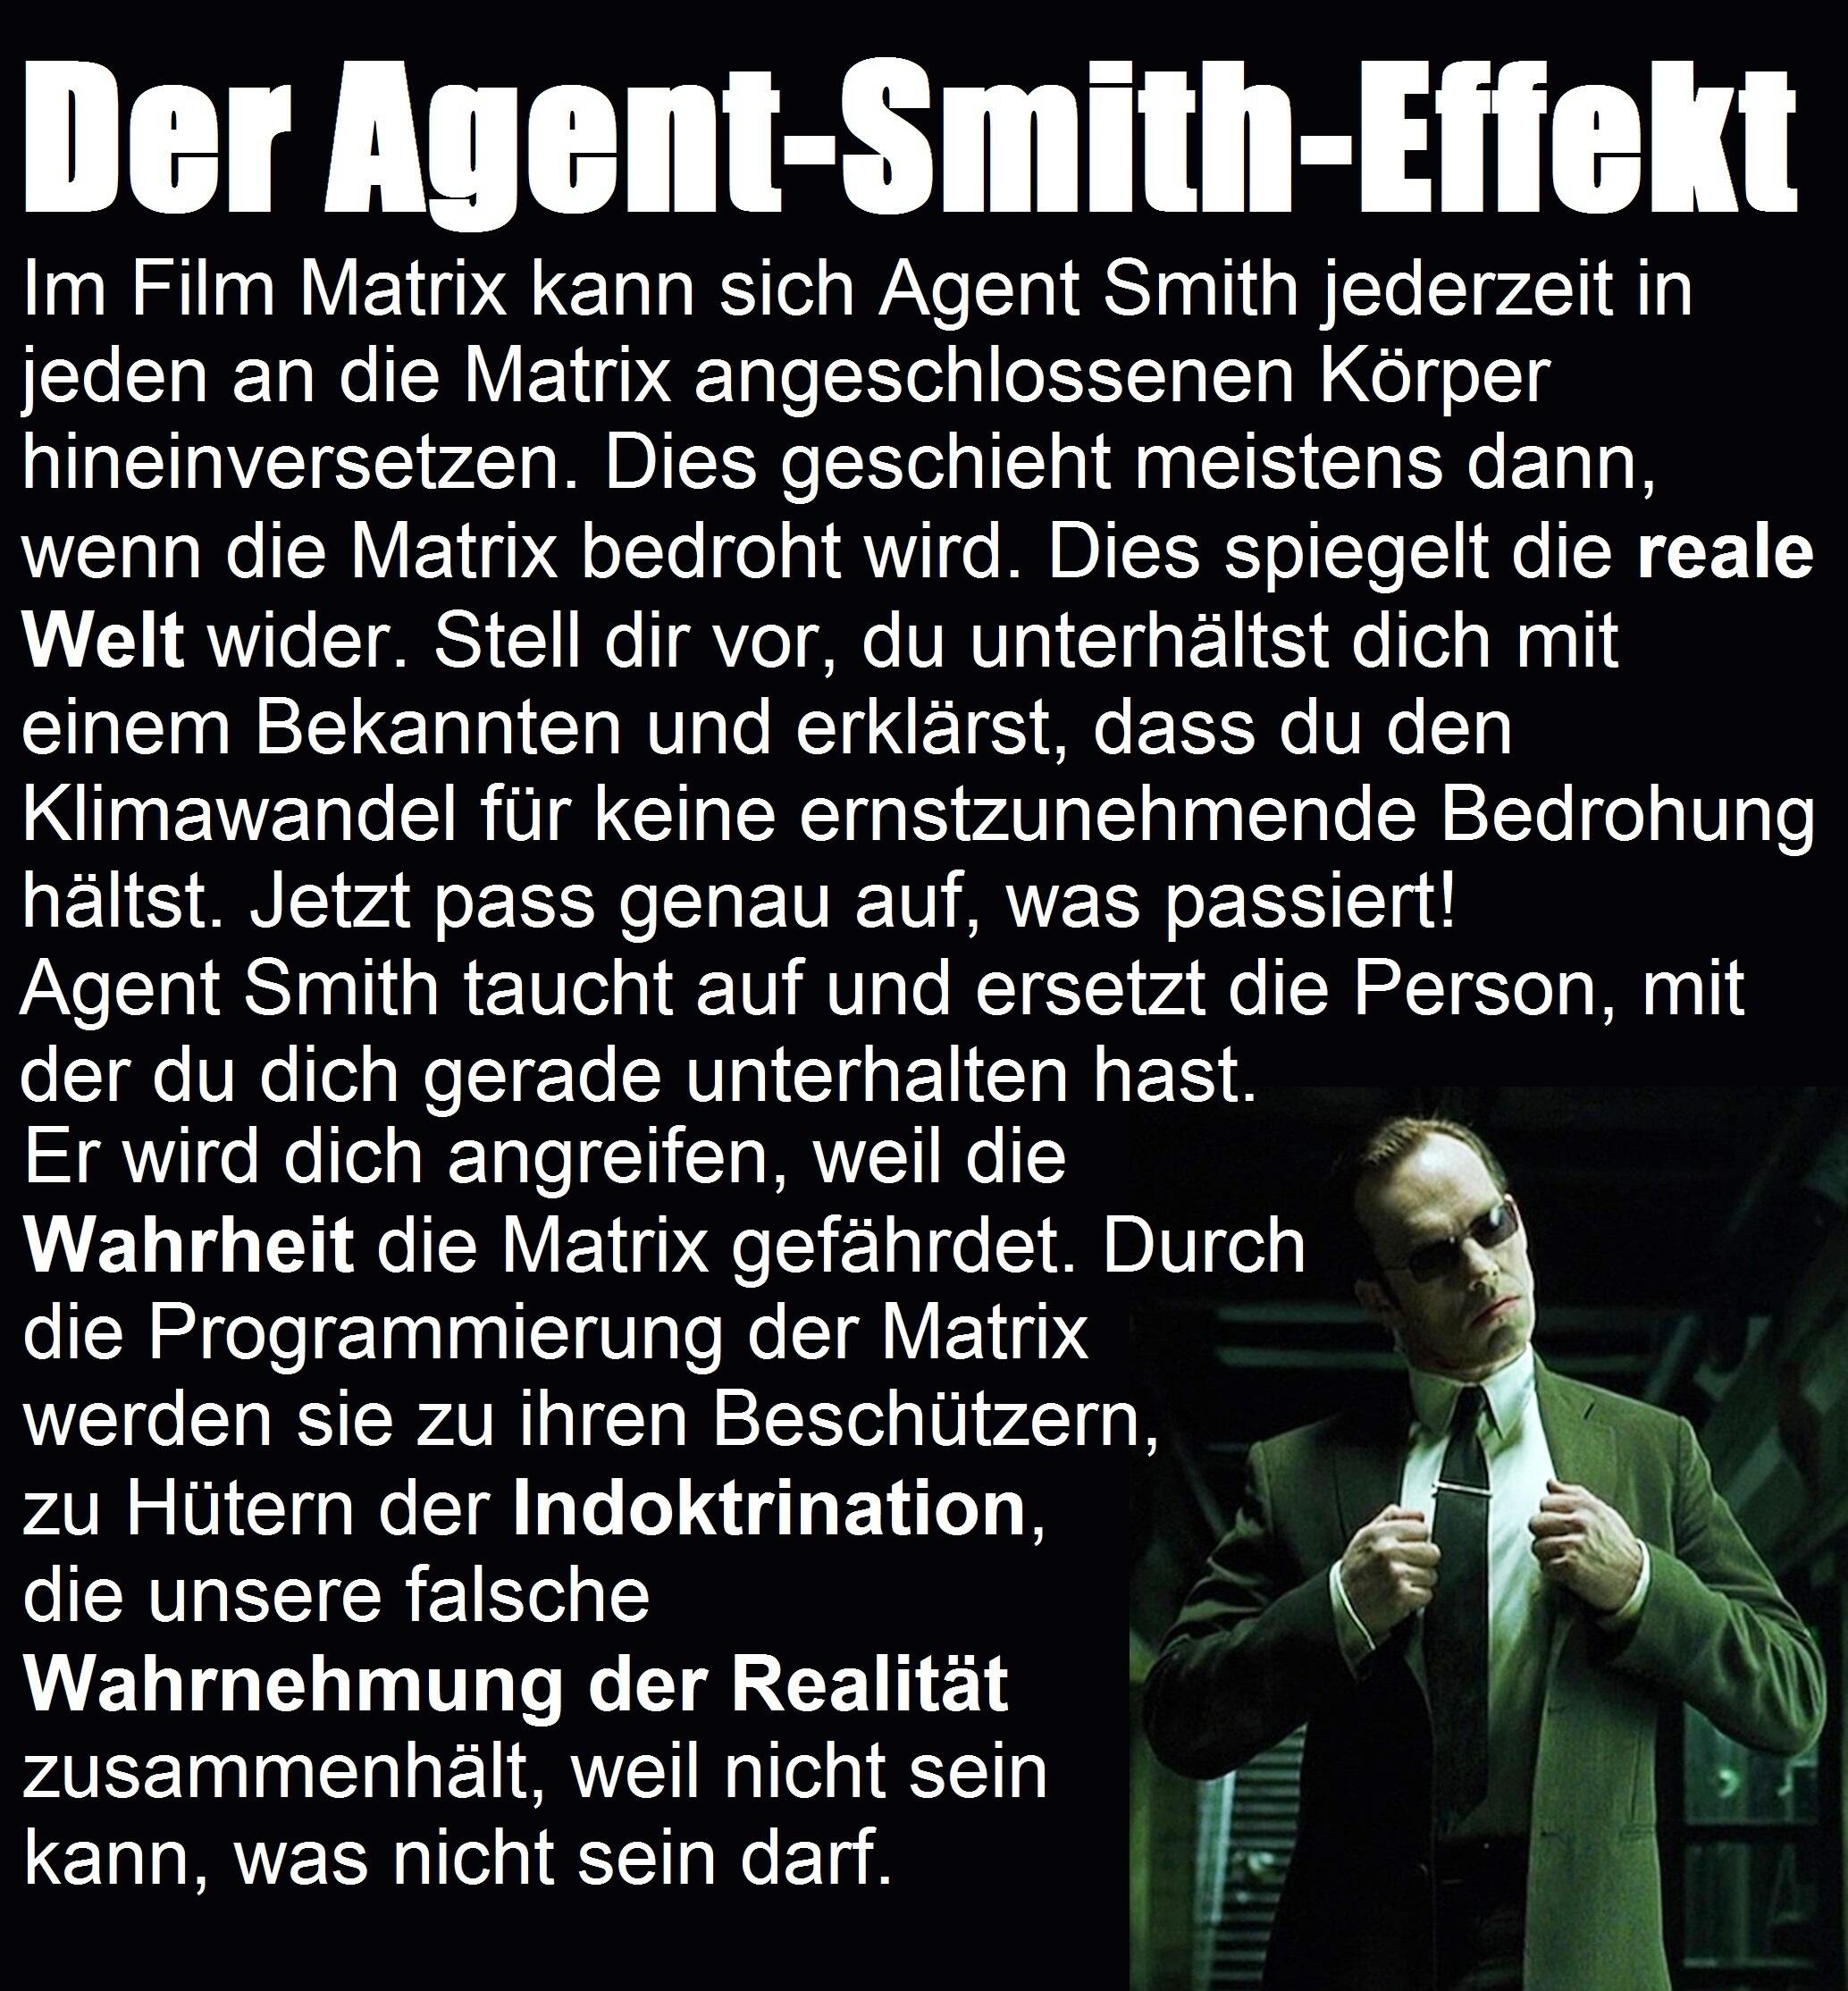 Der Agent-Smith-Effekt
Im Film Matrix kann sich Agent Smith jederzeit in
jeden an die Matrix angeschlossenen Körper
hineinversetzen. Dies geschieht meistens dann,
wenn die Matrix bedroht wird. Dies spiegelt die reale
Welt wider. Stell dir vor, du unterhältst dich mit
einem Bekannten und erklärst, dass du den
Klimawandel für keine ernstzunehmende Bedrohung
hältst. Jetzt pass genau auf, was passiert!
Agent Smith taucht auf und ersetzt die Person, mit
der du dich gerade unterhalten hast.
Er wird dich angreifen, weil die
Wahrheit die Matrix gefährdet. Durch
die Programmierung der Matrix
werden sie zu ihren Beschützern,
zu Hütern der Indoktrination,
die unsere falsche
Wahrnehmung der Realität
zusammenhält, weil nicht sein
kann, was nicht sein darf.